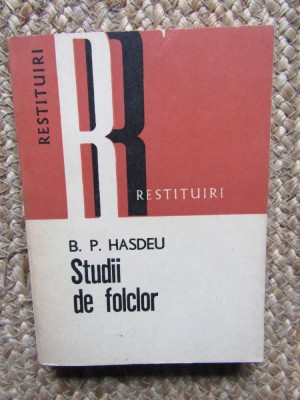 RESTITUIRI
R
RESTITUIRI
B. P. HASDEU
Studii
de folclor